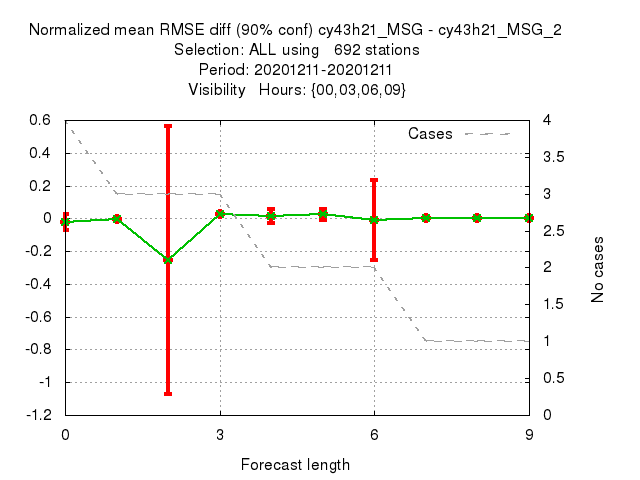 Normalized mean RMSE diff (90% conf) cy43h21_MSG - cy43h21_MSG_2
Selection: ALL using 692 stations
Period: 20201211-20201211
Visibility Hours: {00,03,06,09}
Cases
0.6
0.4
0.2
0
-0.2
-0.4
-0.6
-0.8
-1
-1.2
4
3.5
3
2.5
2
1.5
1
0.5
0
No cases
0 3 6 9
Forecast length